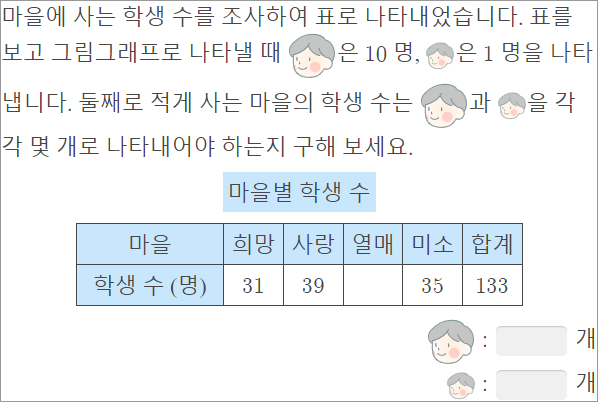 마을에 사는 학생 수를 조사하여 표로 나타내었습니다. 표를
보고 그림그래프로 나타낼 때 은 10 명, 은 1 명을 나타
냅니다. 둘째로 적게 사는 마을의 학생 수는 과 을 각
각 몇 개로 나타내어야 하는지 구해 보세요.
마을별 학생 수
마을 희망 사랑 열매 미소 합계
학생 수 (명) 31 39 35 133
: 개
: 개